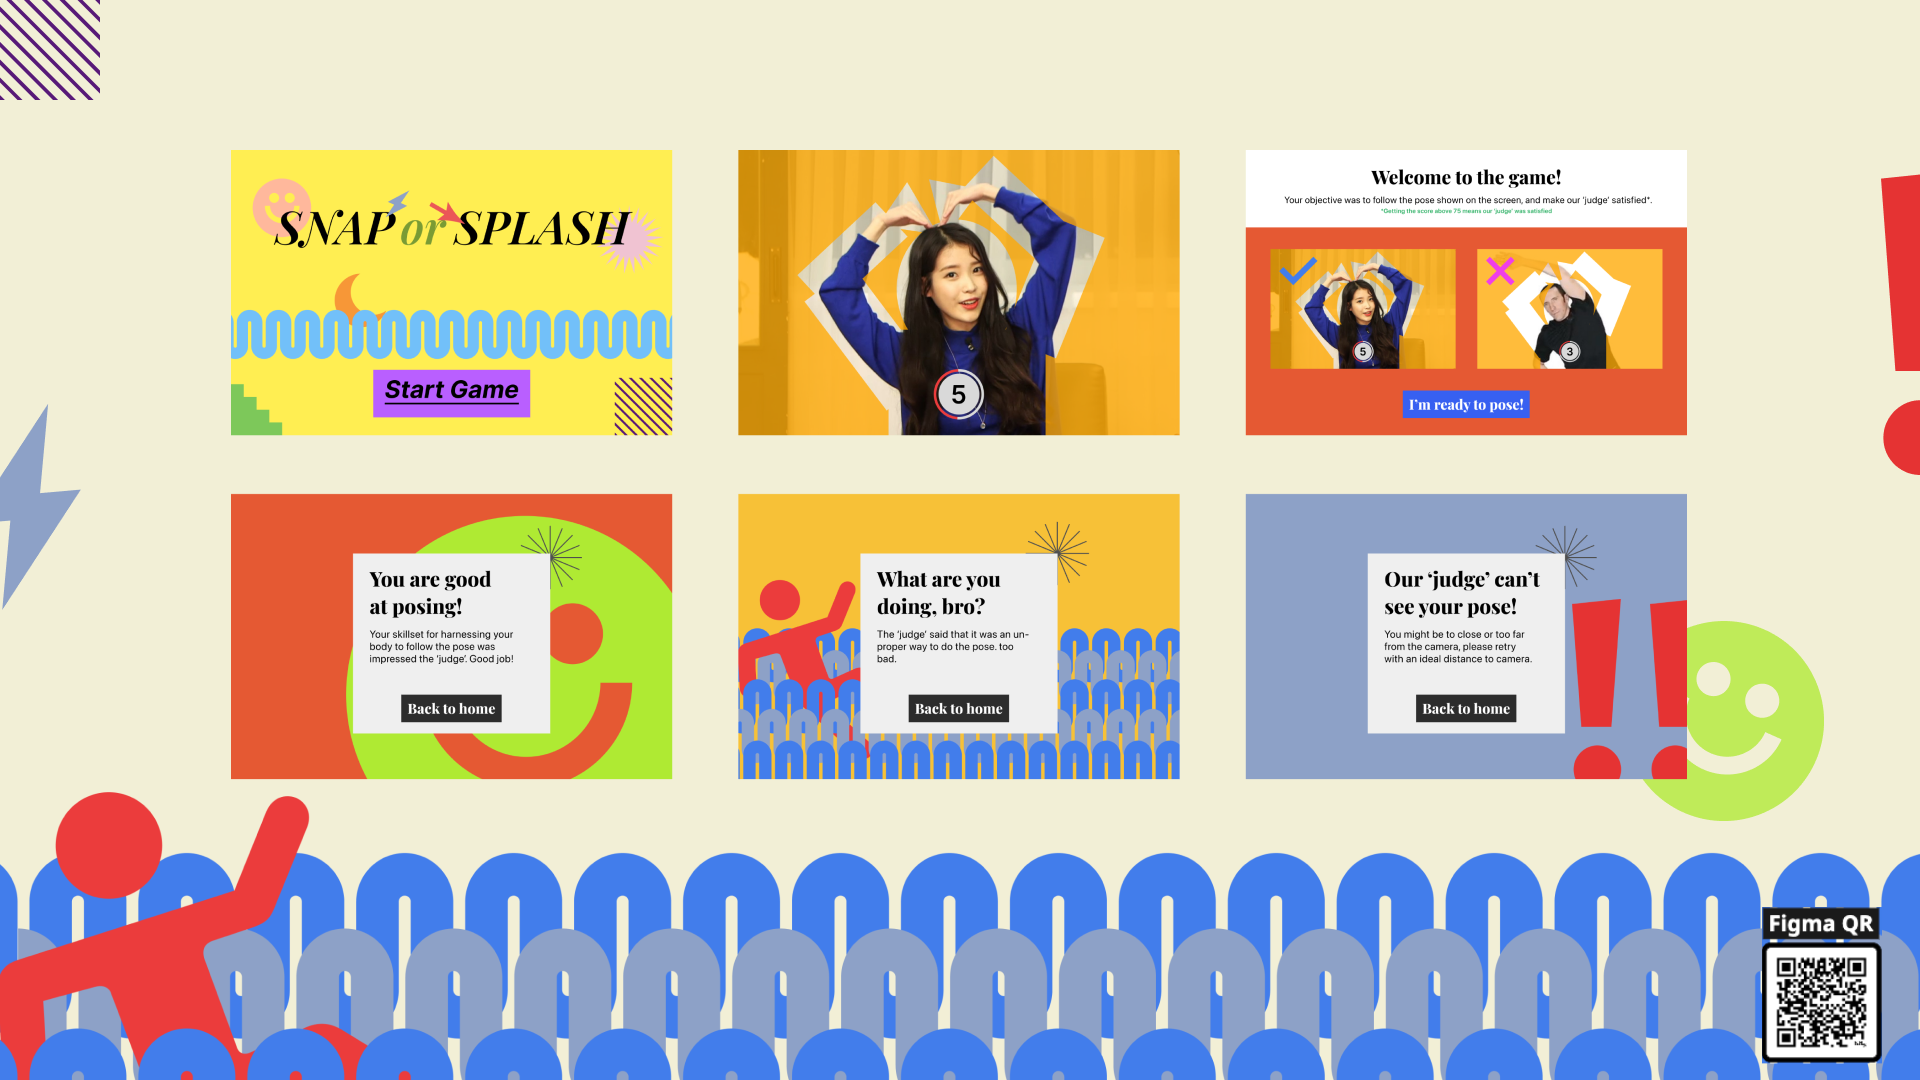 SNAP or SPLASH
Start Game
5
Welcome to the game!
Your objective was to follow the pose shown on the screen, and make our 'judge' satisfied*.
*Getting the score above 75 means our 'judge' was satisfied
5
3
I'm ready to pose!
You are good
at posing!
Your skillset for harnessing your
body to follow the pose was
impressed the 'judge'. Good job!
Back to home
What are you
doing, bro?
The 'judge' said that it was an un-
proper way to do the pose. too
bad.
Back to home
Our ‘judge’ can’t
see your pose!
You might be to close or too far
from the camera, please retry
with an ideal distance to camera.
Back to home
Figma QR